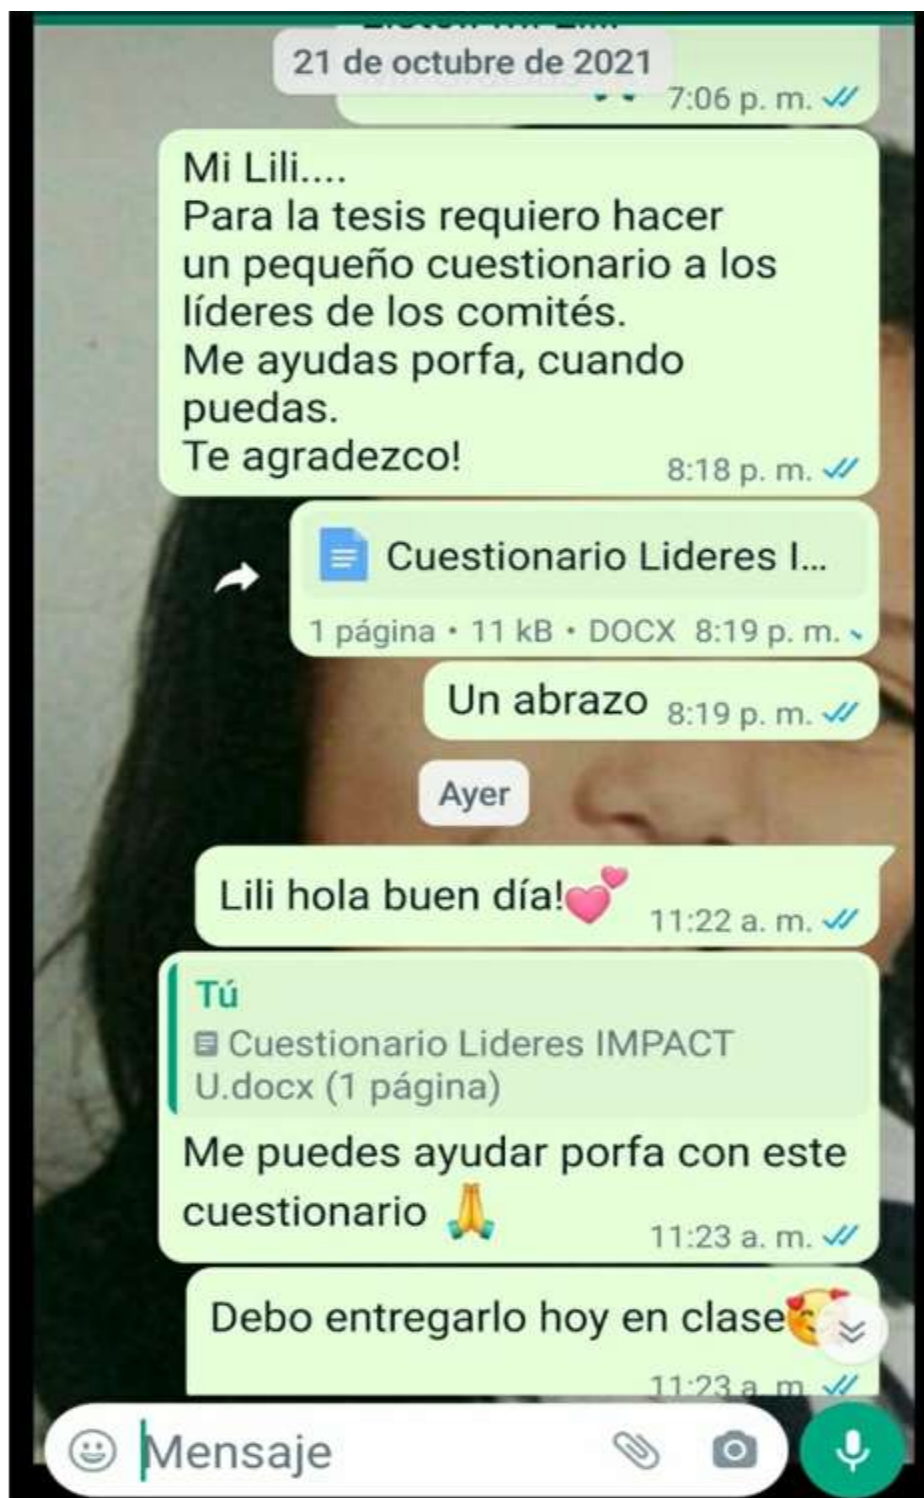 21 de octubre de 2021
7:06 p. m.
Mi Lili....
Para la tesis requiero hacer
un pequeño cuestionario a los
líderes de los comités.
Me ayudas porfa, cuando
puedas.
Te agradezco!
8:18 p. m.
Cuestionario Lideres I...
1 página • 11 kB • DOCX 8:19 p. m.
Un abrazo 8:19 p. m.
Ayer
Lili hola buen día!💕
11:22 a. m.
Tú
Cuestionario Lideres IMPACT
U.docx (1 página)
Me puedes ayudar porfa con este
cuestionario 🙏
11:23 a. m.
Debo entregarlo hoy en clase🥰
11:23 a. m.
Mensaje